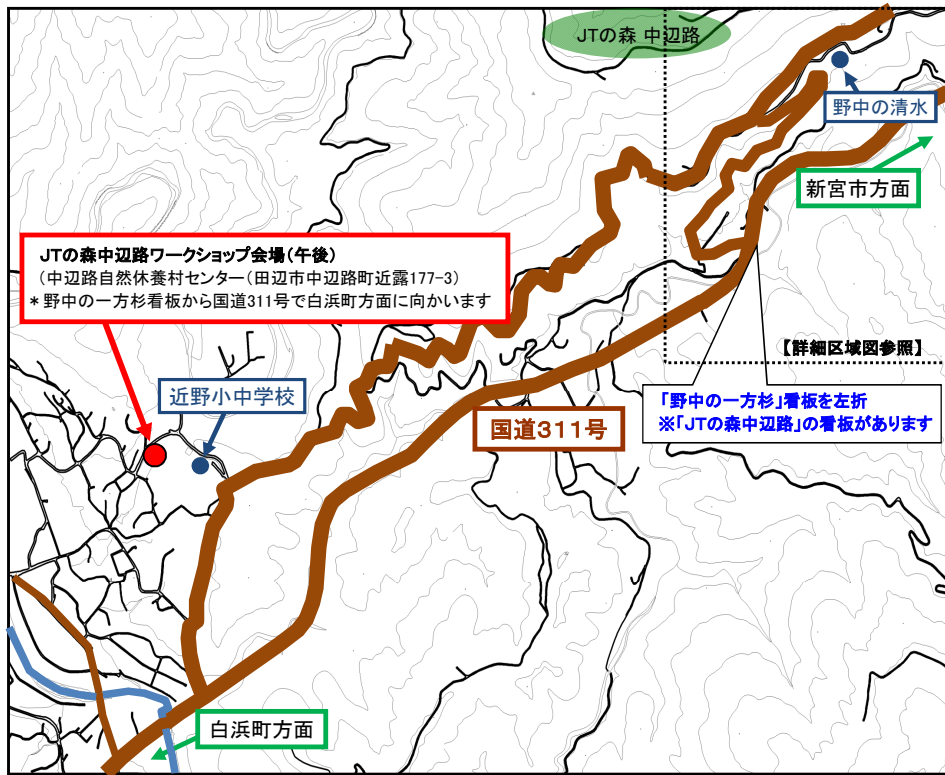 JTの森 中辺路
野中の清水
新宮市方面
JTの森中辺路ワークショップ会場(午後)
(中辺路自然休養村センター(田辺市中辺路町近露177-3)
*野中の一方杉看板から国道311号で白浜町方面に向かいます
【詳細区域図参照】
近野小中学校
「野中の一方杉」看板を左折
※「JTの森中辺路」の看板があります
国道311号
白浜町方面